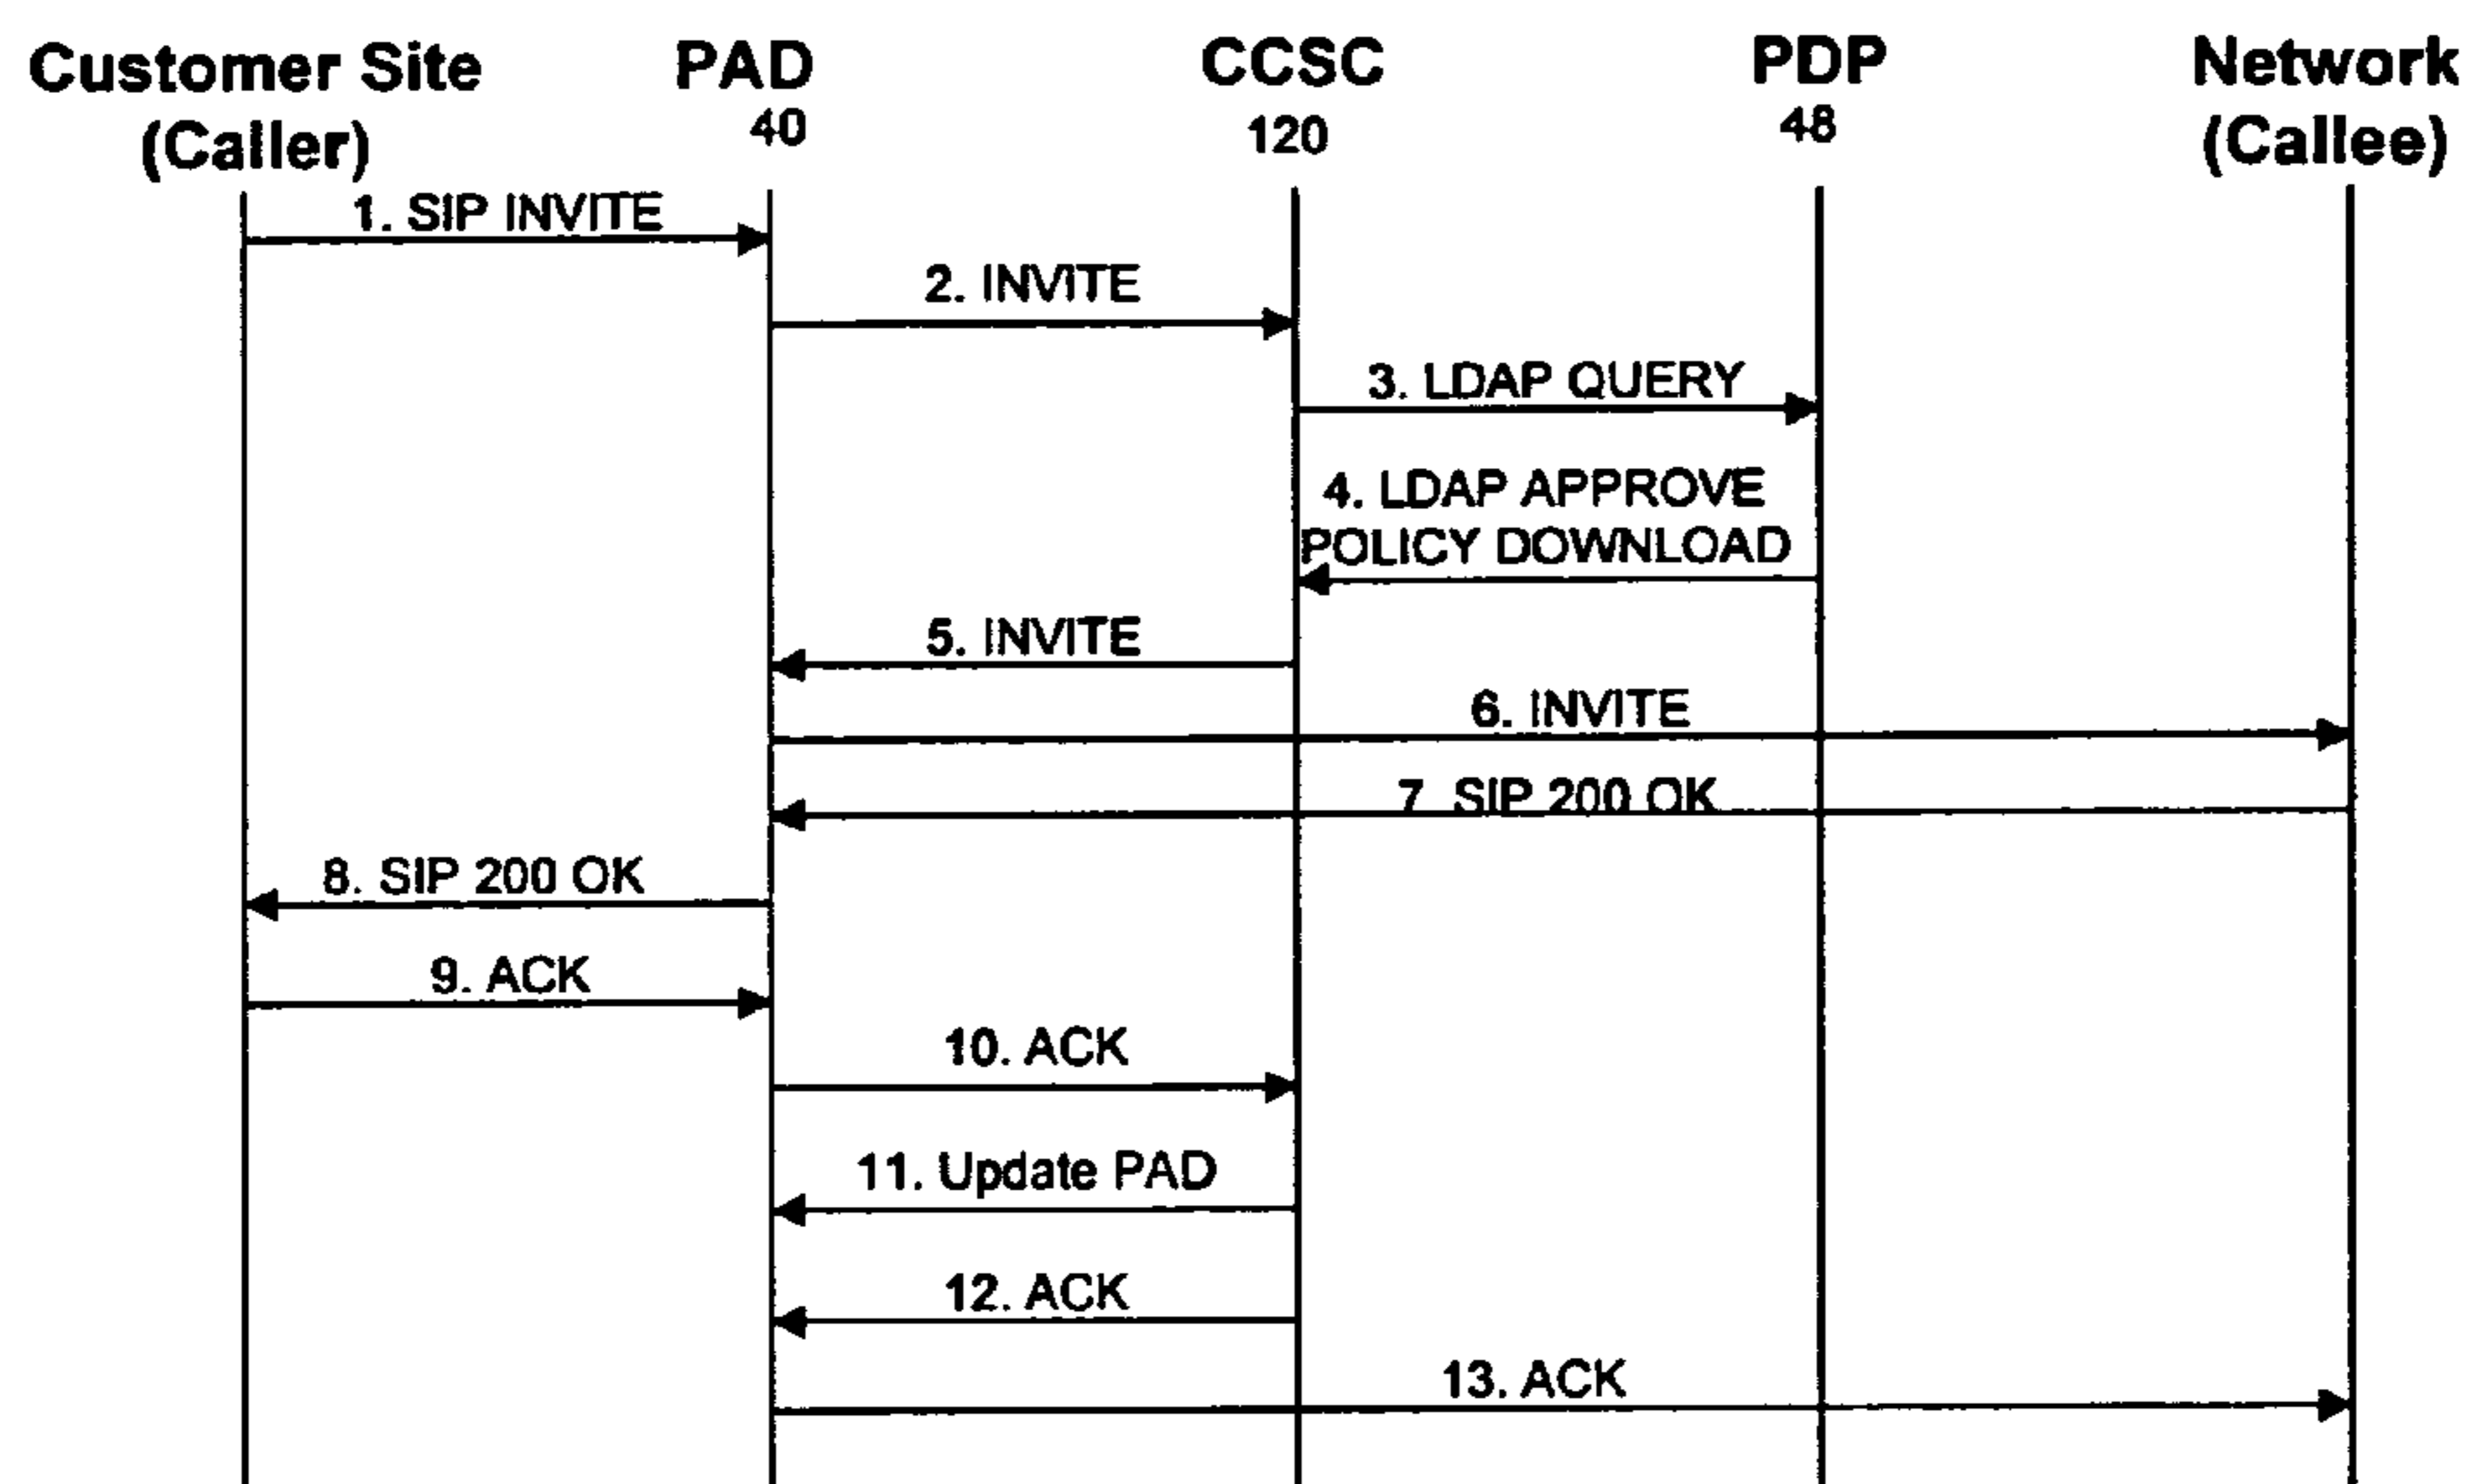 Customer Site
(Caller)
PAD
40
CCSC
120
PDP
48
Network
(Callee)
1. SIP INVITE
2. INVITE
3. LDAP QUERY
4. LDAP APPROVE
POLICY DOWNLOAD
5. INVITE
6. INVITE
7. SIP 200 OK
8. SIP 200 OK
9. ACK
10. ACK
11. Update PAD
12. ACK
13. ACK